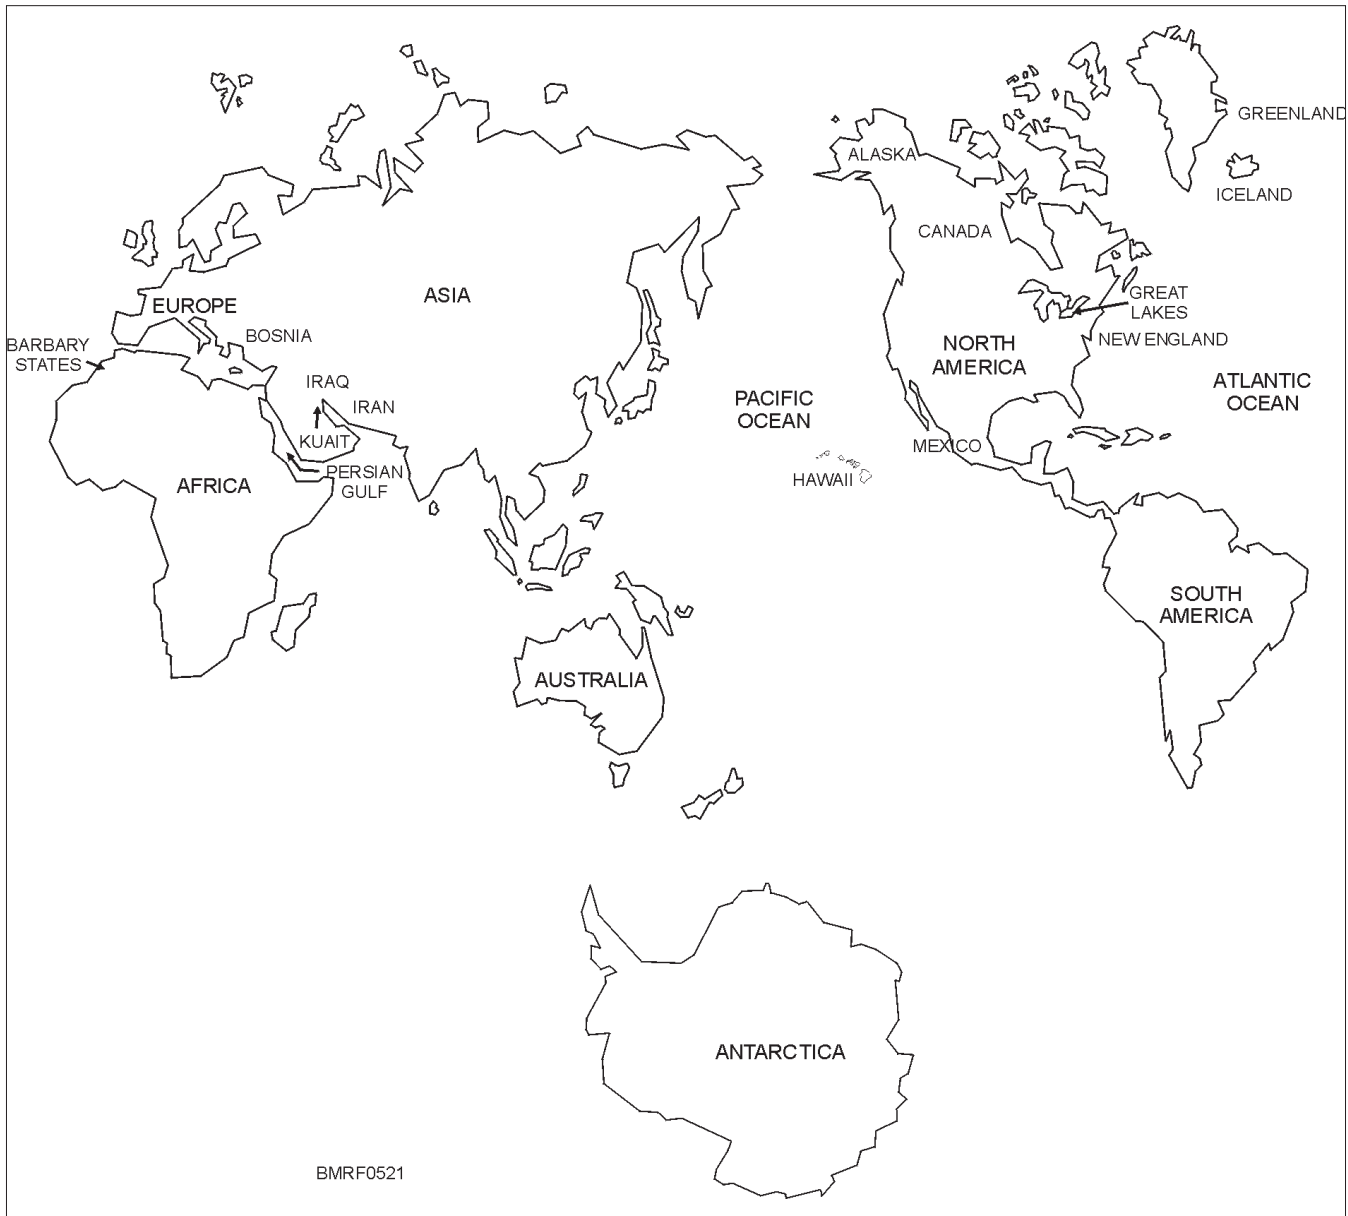 GREENLAND
ALASKA
ICELAND
CANADA
ASIA
EUROPE
GREAT
LAKES
BOSNIA
NEW ENGLAND
BARBARY
STATES
NORTH
AMERICA
IRAQ
ATLANTIC
OCEAN
IRAN
PACIFIC
OCEAN
KUAIT
MEXICO
PERSIAN
GULF
HAWAII
AFRICA
SOUTH
AMERICA
AUSTRALIA
ANTARCTICA
BMRF0521